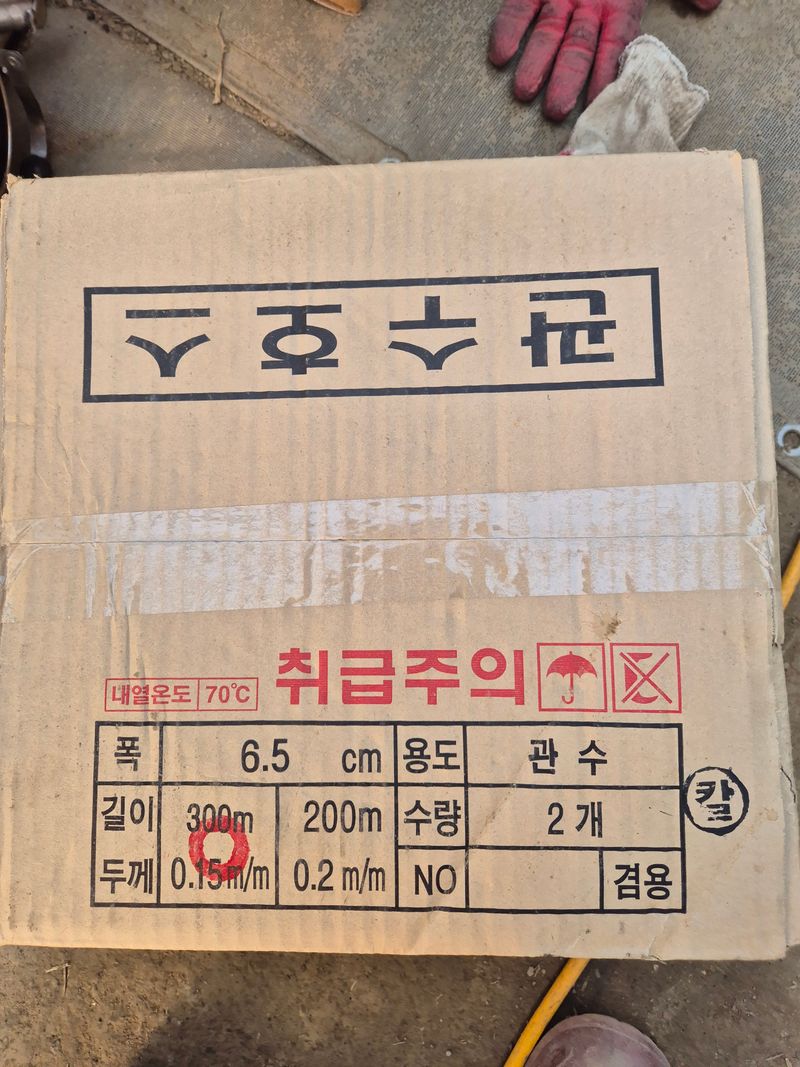 관수호스
내열온도 70℃ 취급주의
폭 6.5 cm 용도 관수
길이 300m 200m 수량 2개 칼
두께 0.15m/m 0.2m/m NO 겸용